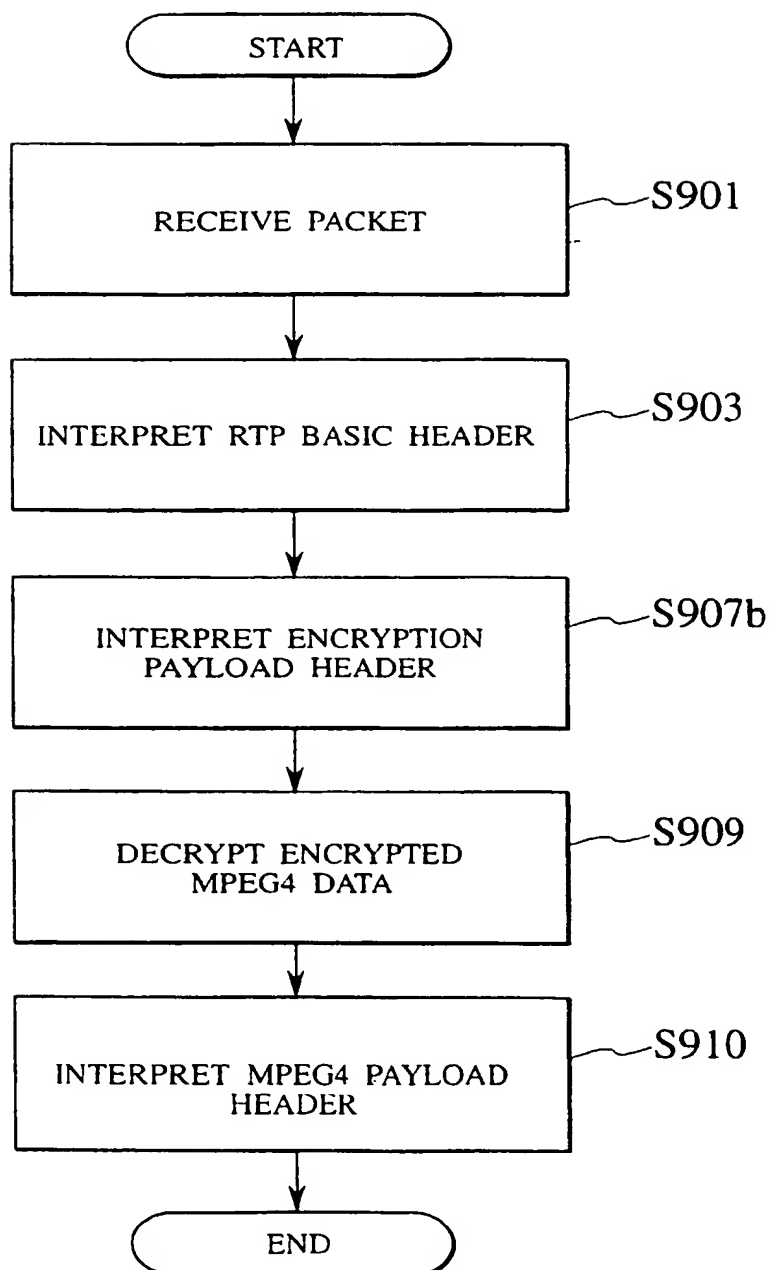 START
RECEIVE PACKET
S901
INTERPRET RTP BASIC HEADER
S903
INTERPRET ENCRYPTION
PAYLOAD HEADER
S907b
DECRYPT ENCRYPTED
MPEG4 DATA
S909
INTERPRET MPEG4 PAYLOAD
HEADER
S910
END